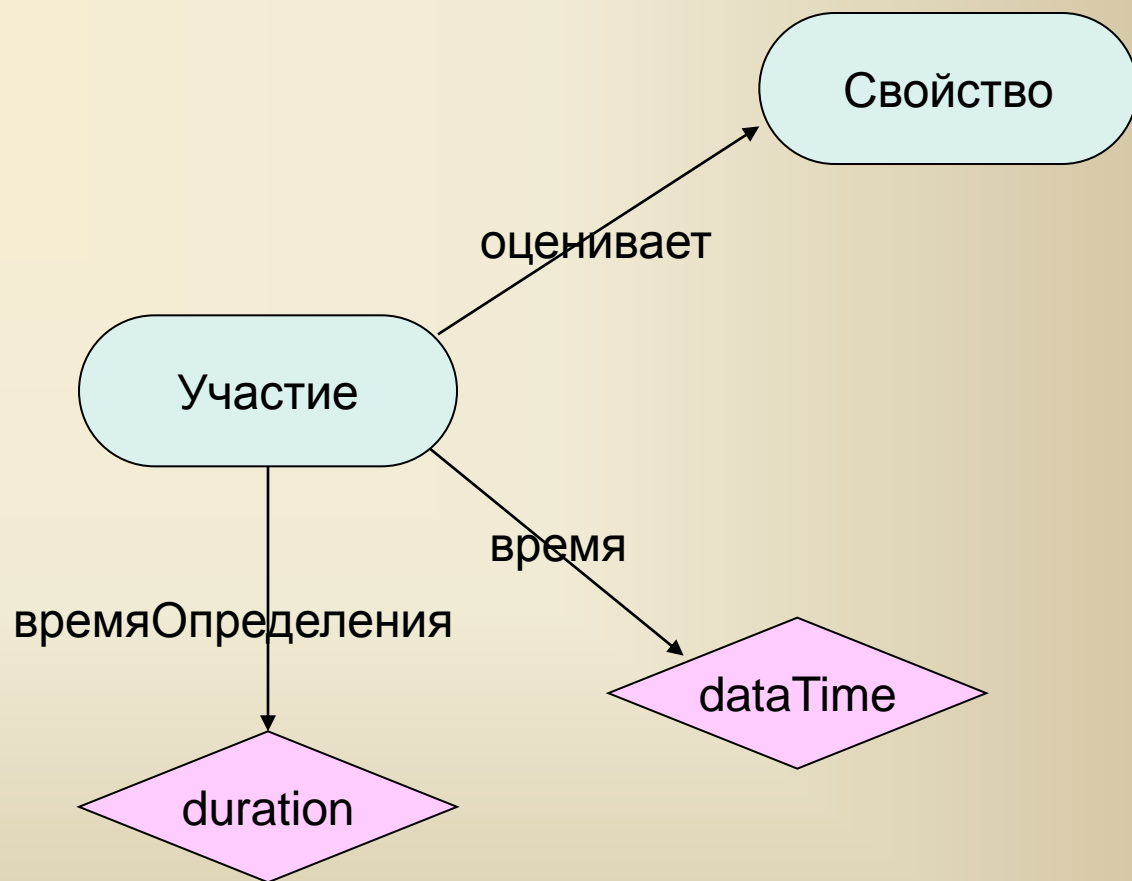 Свойство
оценивает
Участие
время
времяОпределения
dataTime
duration